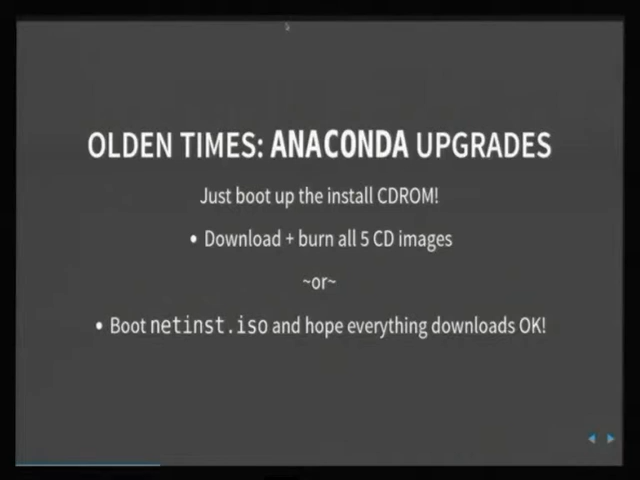 OLDEN TIMES: ANACONDA UPGRADES
Just boot up the install CDROM!
• Download + burn all 5 CD images
~or~
• Boot netinst.iso and hope everything downloads OK!